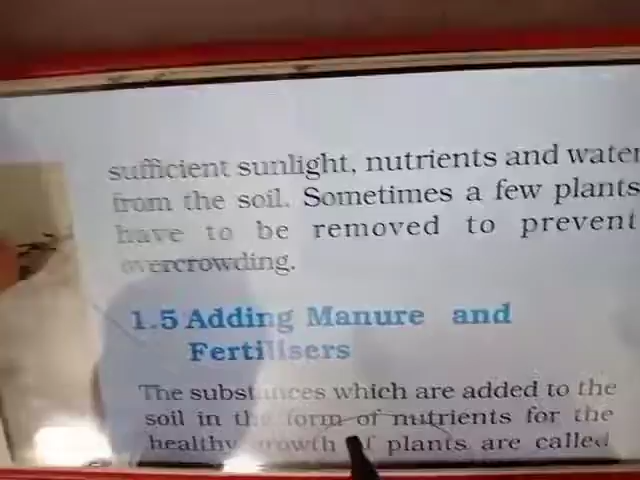 sufficient sunlight, nutrients and water
from the soil. Sometimes a few plants
have to be removed to prevent
overcrowding.
1.5 Adding Manure and
Fertilisers
The substances which are added to the
soil in the form of nutrients for the
healthy growth of plants are called